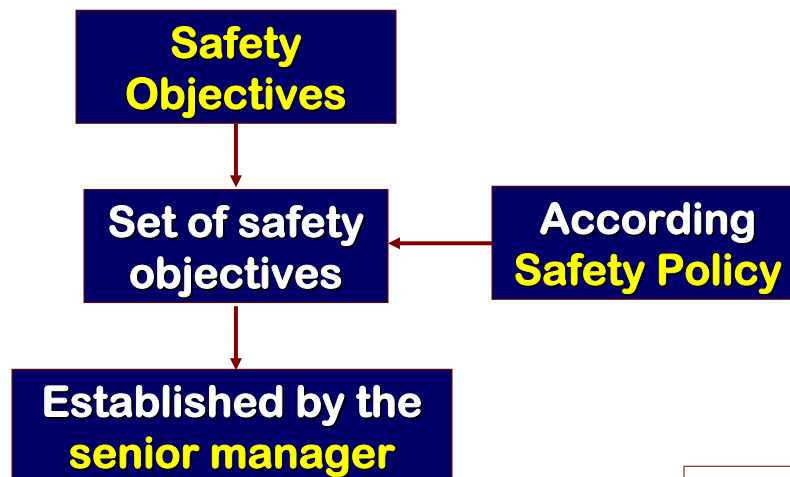 Safety
Objectives
Set of safety
objectives
According
Safety Policy
Established by the
senior manager